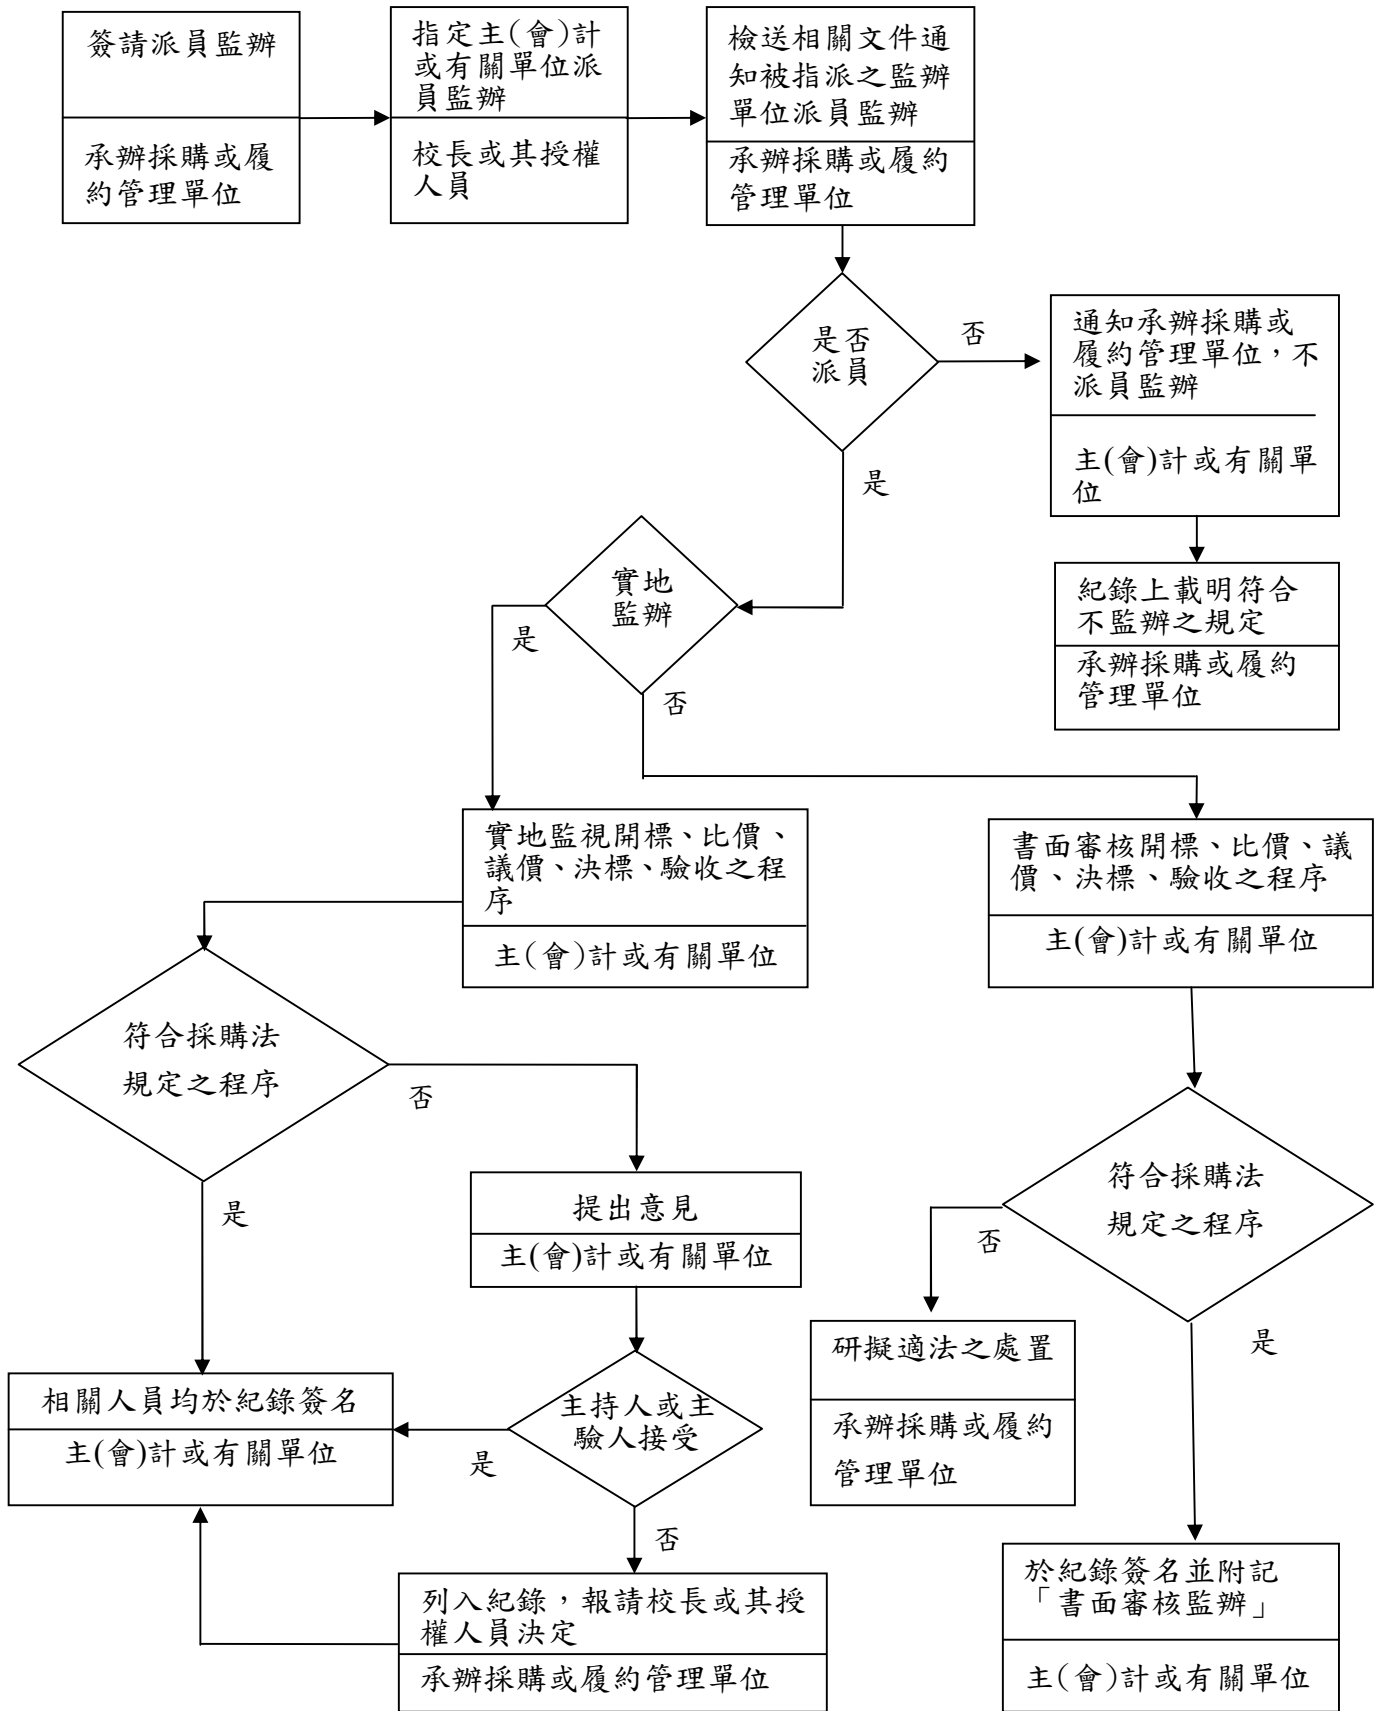 簽請派員監辦
承辦採購或履
約管理單位
指定主(會)計
或有關單位派
員監辦
校長或其授權
人員
檢送相關文件通
知被指派之監辦
單位派員監辦
承辦採購或履約
管理單位
是否
派員
否
是
通知承辦採購或
履約管理單位，不
派員監辦
主(會)計或有關單
位
紀錄上載明符合
不監辦之規定
承辦採購或履約
管理單位
實地
監辦
是
否
實地監視開標、比價、
議價、決標、驗收之程
序
主(會)計或有關單位
書面審核開標、比價、議
價、決標、驗收之程序
主(會)計或有關單位
符合採購法
規定之程序
否
是
提出意見
主(會)計或有關單位
符合採購法
規定之程序
否
是
研擬適法之處置
承辦採購或履約
管理單位
相關人員均於紀錄簽名
主(會)計或有關單位
主持人或主
驗人接受
是
否
列入紀錄，報請校長或其授
權人員決定
承辦採購或履約管理單位
於紀錄簽名並附記
「書面審核監辦」
主(會)計或有關單位